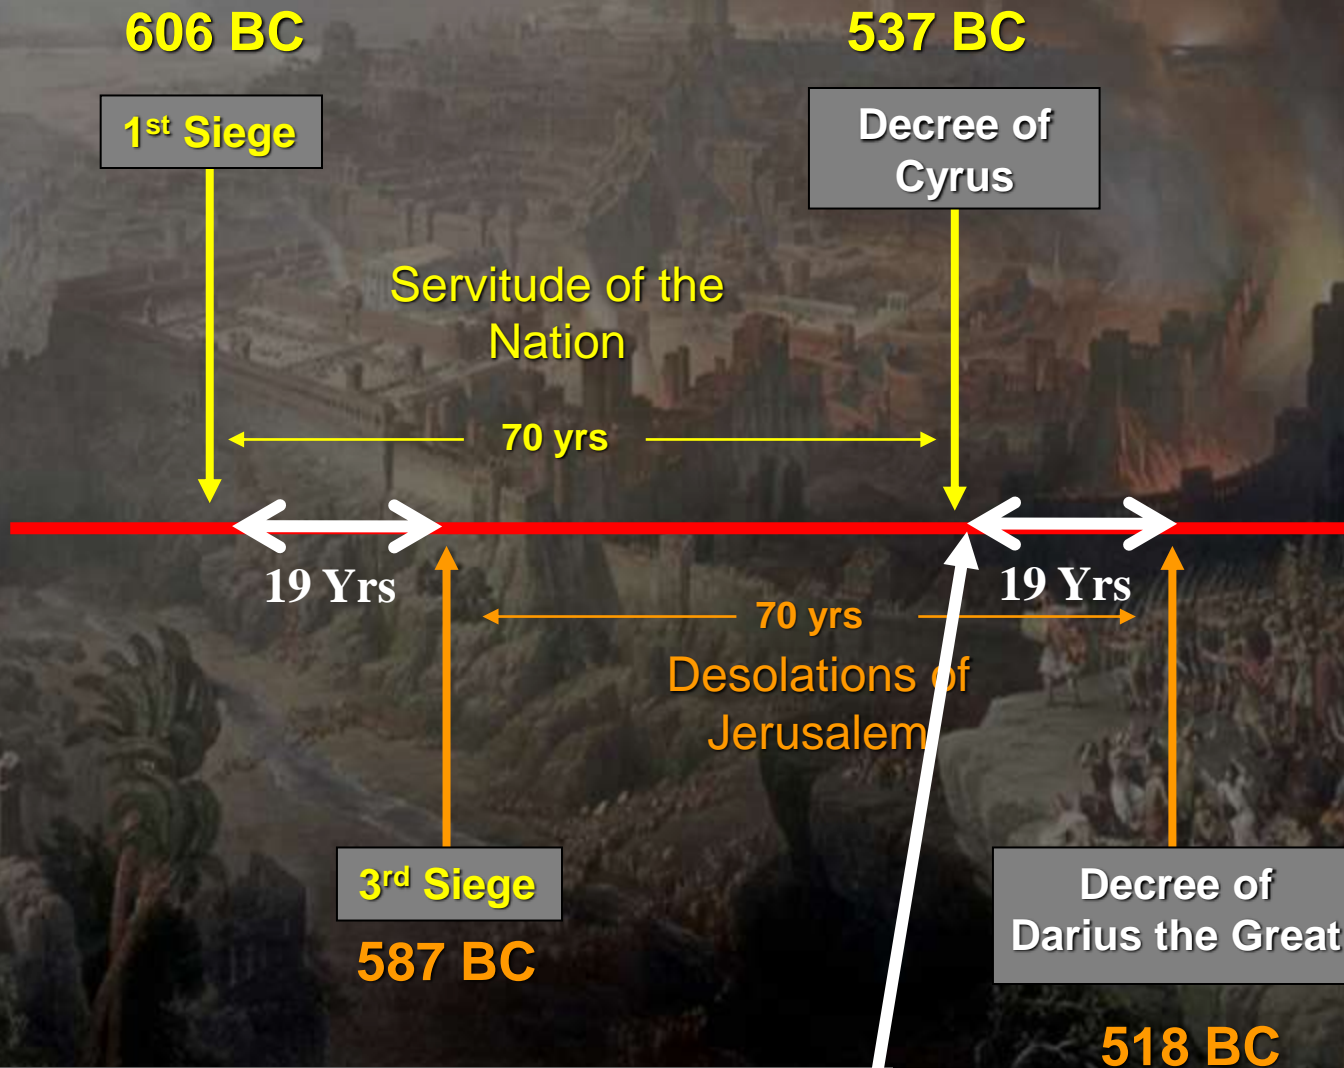 606 BC
537 BC
1st Siege
Decree of
Cyrus
Servitude of the
Nation
70 yrs
19 Yrs
19 Yrs
70 yrs
Desolations of
Jerusalem
3rd Siege
587 BC
Decree of
Darius the Great
518 BC